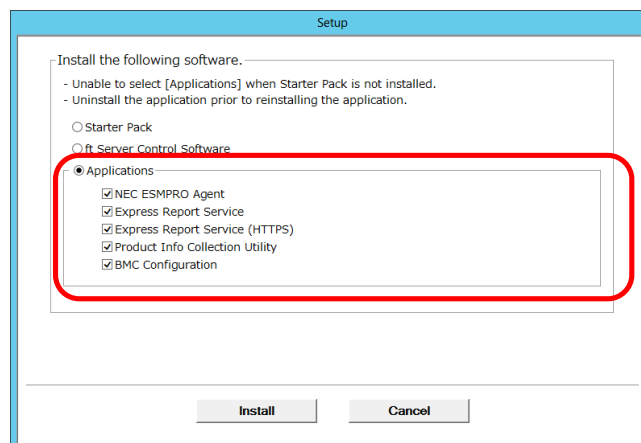 Setup
Install the following software.
- Unable to select [Applications] when Starter Pack is not installed.
- Uninstall the application prior to reinstalling the application.
Starter Pack
ft Server Control Software
Applications
NEC ESMPRO Agent
Express Report Service
Express Report Service (HTTPS)
Product Info Collection Utility
BMC Configuration
Install Cancel